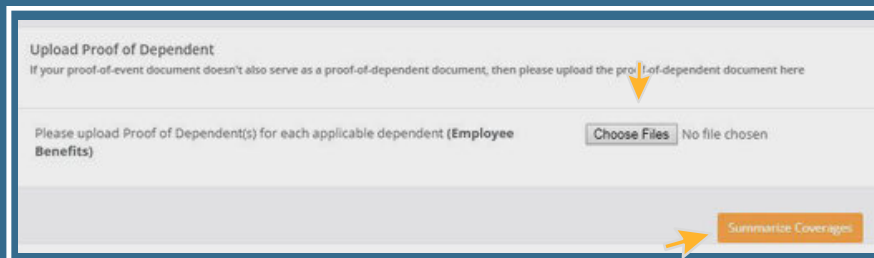 Upload Proof of Dependent
If your proof-of-event document doesn't also serve as a proof-of-dependent document, then please upload the proof-of-dependent document here
Please upload Proof of Dependent(s) for each applicable dependent (Employee
Benefits)
Choose Files No file chosen
Summarize Coverages